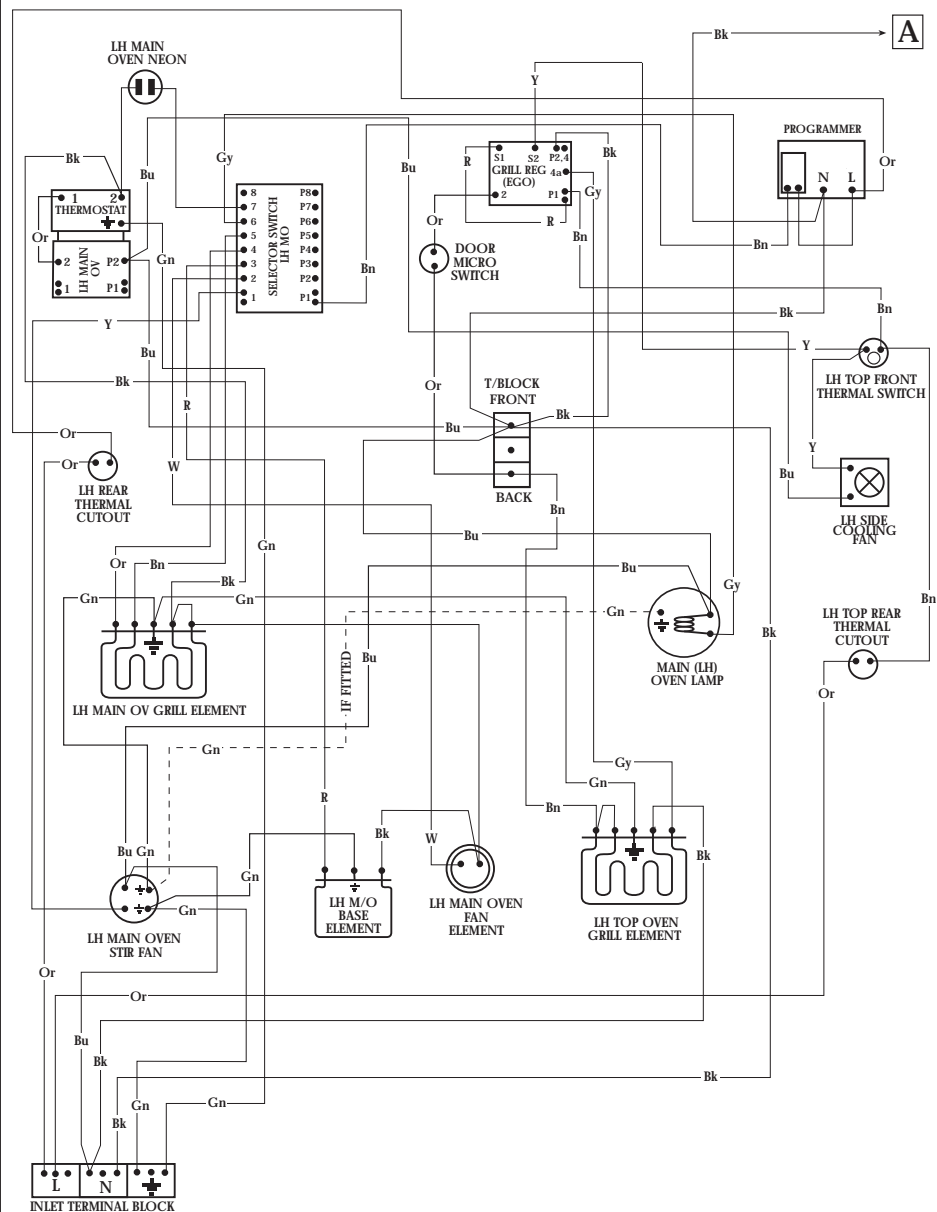 Bk
A
LH MAIN
OVEN NEON
Y
PROGRAMMER
Bk
Gy
Bu
R
S1
S2
P2,4
GRILL REG
(EGO)
4a
2
P1
Bk
Bu
Gy
N
L
Or
1
2
THERMOSTAT
Or
Gn
2
P2
LH MAIN
OV
1
P1
8
7
6
5
4
3
2
1
SELECTOR SWITCH
LH MO
P8
P7
P6
P5
P4
P3
P2
P1
R
Or
Bn
DOOR
MICRO
SWITCH
Bn
Bn
Y
Bu
Bk
Bn
Y
LH TOP FRONT
THERMAL SWITCH
Bk
R
Or
T/BLOCK
FRONT
Bk
Bu
BACK
Or
Or
LH REAR
THERMAL
CUTOUT
W
Y
Bu
LH SIDE
COOLING
FAN
Bn
Bu
Gn
Or
Bn
Bk
Bu
Gy
Gn
Gn
Gn
Bn
LH TOP REAR
THERMAL
CUTOUT
Bk
Bu
IF FITTED
MAIN (LH)
OVEN LAMP
Or
LH MAIN OV GRILL ELEMENT
Gn
Gy
Gn
R
Bn
Bk
W
Bu
Gn
Bk
Gn
Gn
LH M/O
BASE
ELEMENT
LH MAIN OVEN
FAN
ELEMENT
LH TOP OVEN
GRILL ELEMENT
LH MAIN OVEN
STIR FAN
Or
Or
Bu
Bk
Bk
Gn
Gn
Bk
L
N
INLET TERMINAL BLOCK